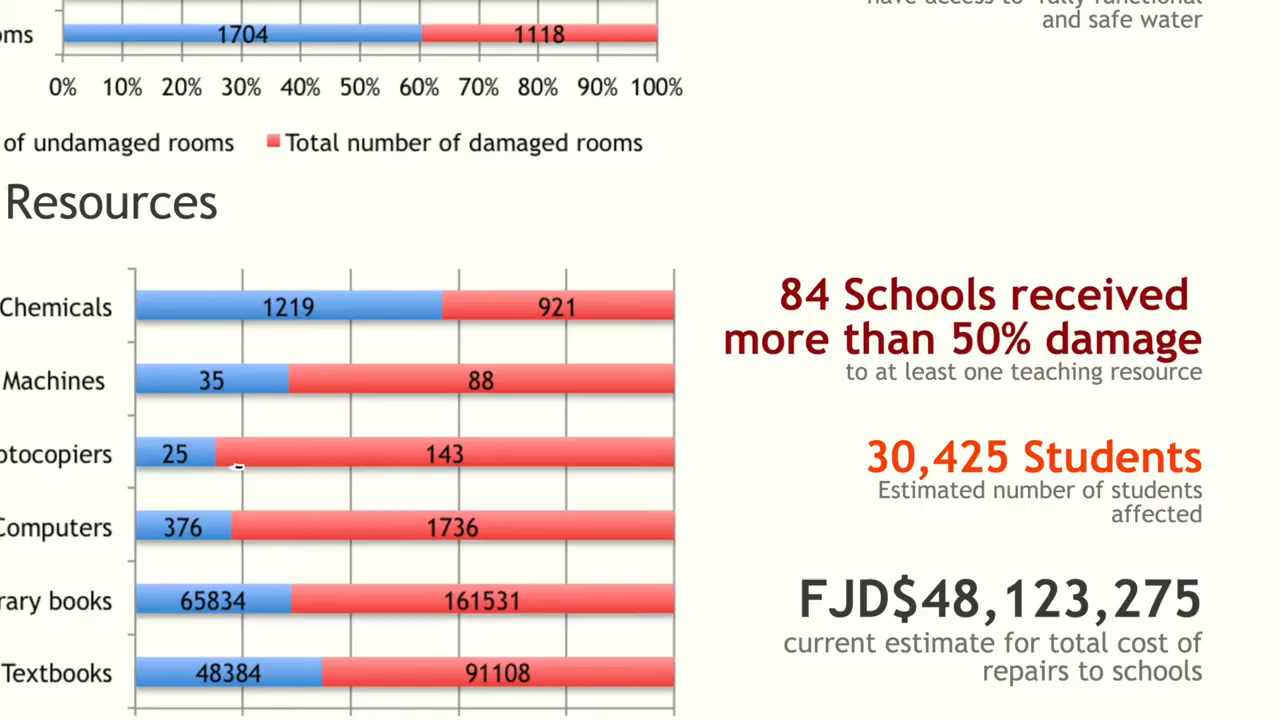 and safe water
1704 1118
0% 10% 20% 30% 40% 50% 60% 70% 80% 90% 100%
of undamaged rooms Total number of damaged rooms
Resources
Chemicals 1219 921
Machines 35 88
25 143
Computers 376 1736
books 65834 161531
Textbooks 48384 91108
84 Schools received
more than 50% damage
to at least one teaching resource
30,425 Students
Estimated number of students
affected
FJD$48,123,275
current estimate for total cost of
repairs to schools